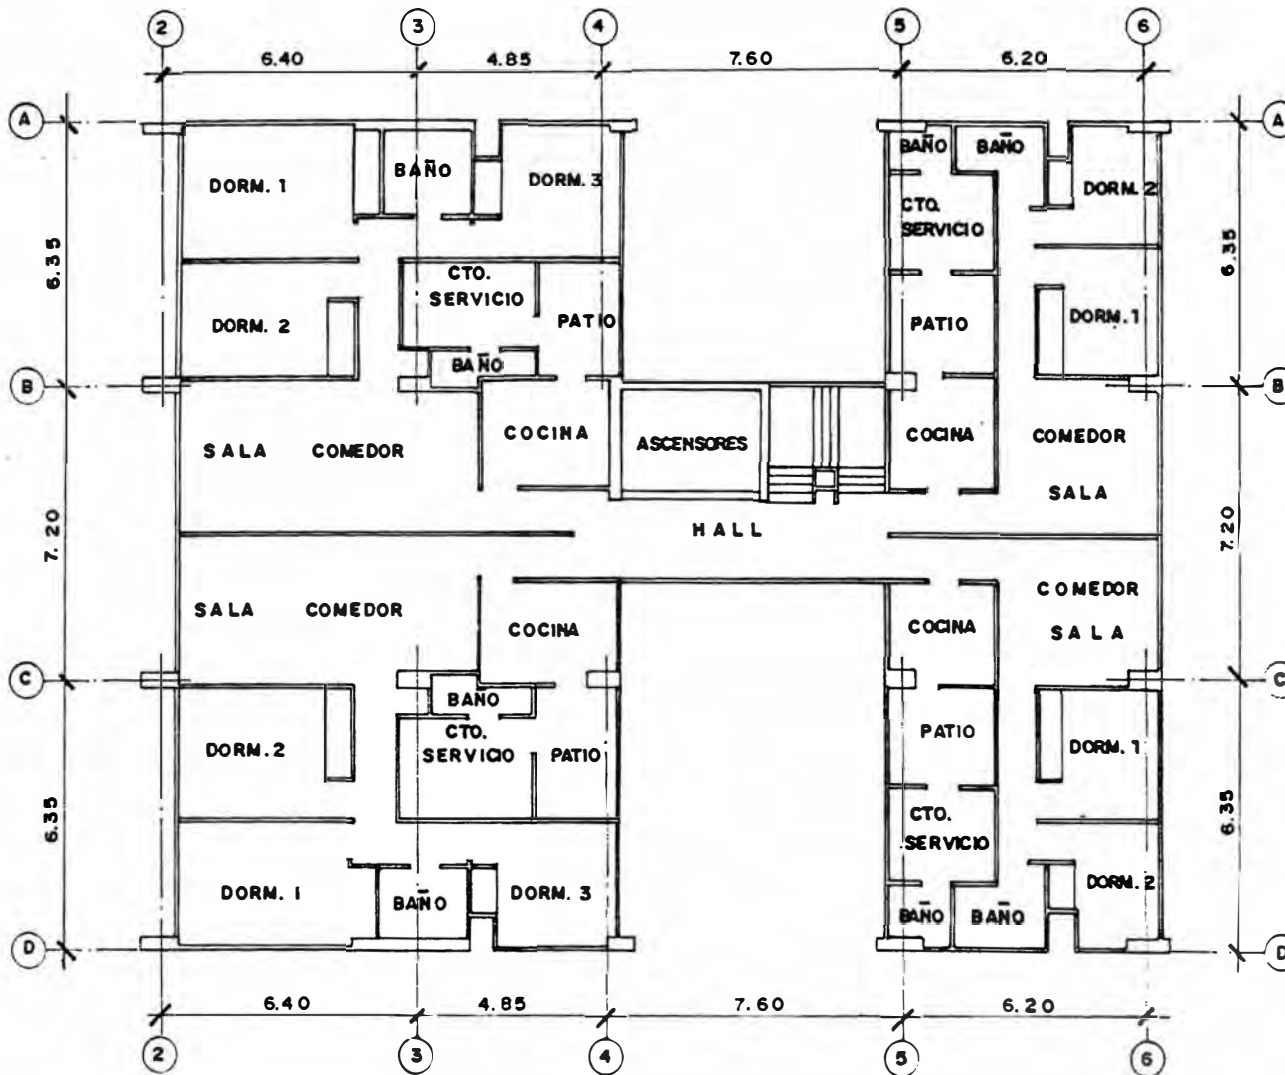 2 3 4 5 6
6.40 4.85 7.60 6.20
A A
BAÑO BAÑO BAÑO
DORM. 1 DORM. 3 DORM. 2
CTO.
SERVICIO
6.35 6.35
CTO.
SERVICIO
DORM. 2 PATIO PATIO DORM. 1
BAÑO
B B
SALA COMEDOR COCINA ASCENSORES COCINA COMEDOR
SALA
HALL
7.20 7.20
COMEDOR
SALA COMEDOR COCINA COCINA SALA
C C
BAÑO
CTO.
SERVICIO
DORM. 2 PATIO PATIO DORM. 1
6.35 6.35
CTO.
SERVICIO
DORM. 1 BAÑO DORM. 3 DORM. 2
BAÑO BAÑO
D D
6.40 4.85 7.60 6.20
2 3 4 5 6